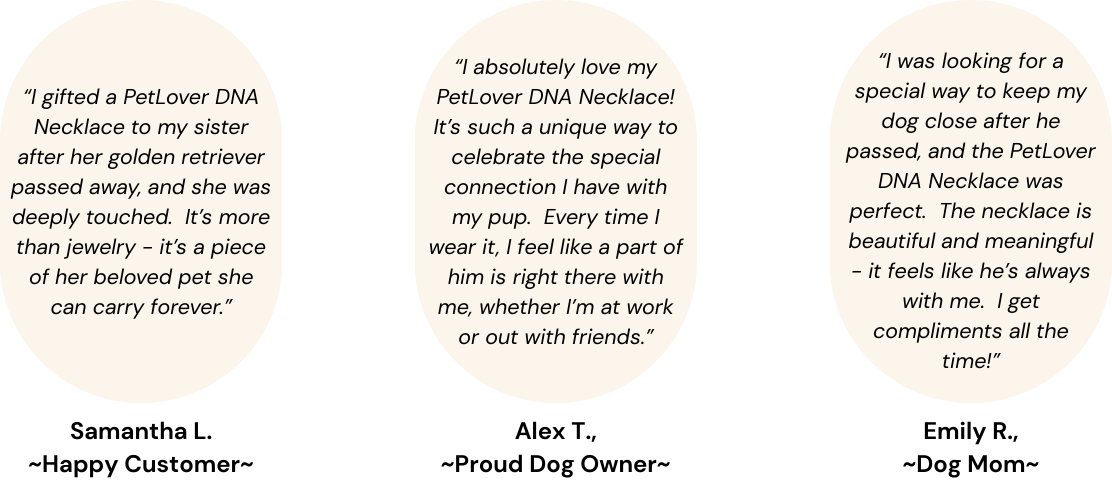 “I gifted a PetLover DNA
Necklace to my sister
after her golden retriever
passed away, and she was
deeply touched.  It’s more
than jewelry - it’s a piece
of her beloved pet she
can carry forever.”
Samantha L.
~Happy Customer~
“I absolutely love my
PetLover DNA Necklace!
It’s such a unique way to
celebrate the special
connection I have with
my pup.  Every time I
wear it, I feel like a part of
him is right there with
me, whether I’m at work
or out with friends.”
Alex T.,
~Proud Dog Owner~
“I was looking for a
special way to keep my
dog close after he
passed, and the PetLover
DNA Necklace was
perfect.  The necklace is
beautiful and meaningful
- it feels like he’s always
with me.  I get
compliments all the
time!”
Emily R.,
~Dog Mom~